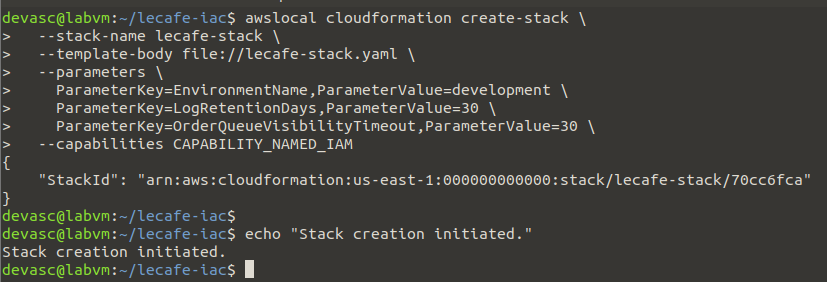 devasc@labvm:~/lecafe-iac$ awslocal cloudformation create-stack \
>   --stack-name lecafe-stack \
>   --template-body file://lecafe-stack.yaml \
>   --parameters \
>     ParameterKey=EnvironmentName,ParameterValue=development \
>     ParameterKey=LogRetentionDays,ParameterValue=30 \
>     ParameterKey=OrderQueueVisibilityTimeout,ParameterValue=30 \
>   --capabilities CAPABILITY_NAMED_IAM
{
    "StackId": "arn:aws:cloudformation:us-east-1:000000000000:stack/lecafe-stack/70cc6fca"
}
devasc@labvm:~/lecafe-iac$
devasc@labvm:~/lecafe-iac$ echo "Stack creation initiated."
Stack creation initiated.
devasc@labvm:~/lecafe-iac$